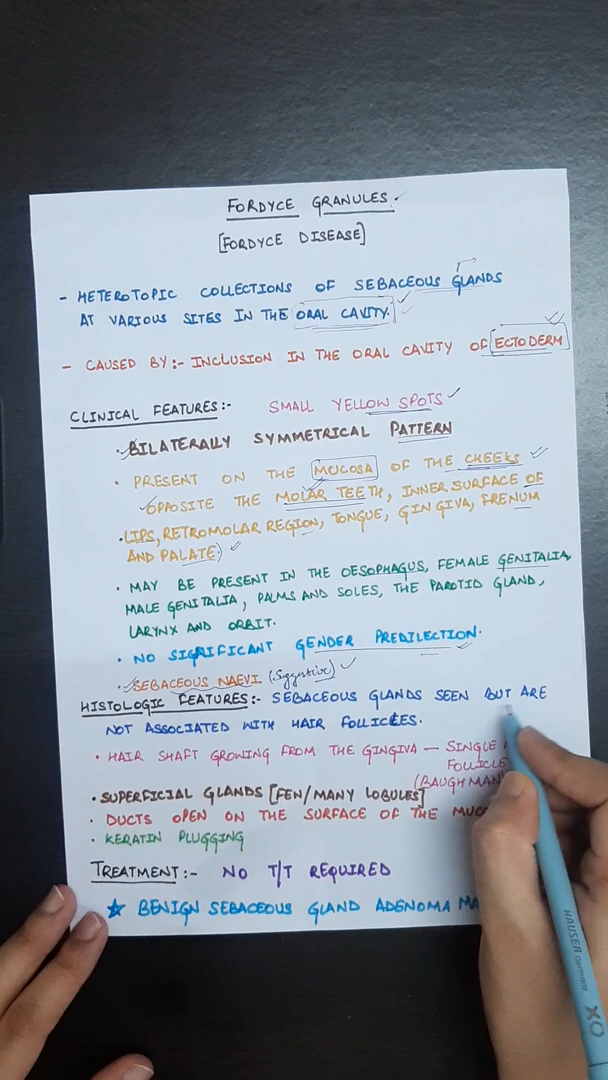 FORDYCE GRANULES.
[FORDYCE DISEASE]
- HETEROTOPIC COLLECTIONS OF SEBACEOUS GLANDS
AT VARIOUS SITES IN THE ORAL CAVITY.
- CAUSED BY:- INCLUSION IN THE ORAL CAVITY OF ECTODERM
CLINICAL FEATURES:- SMALL YELLOW SPOTS
• BILATERALLY SYMMETRICAL PATTERN
• PRESENT ON THE MUCOSA OF THE CHEEKS
OPPOSITE THE MOLAR TEETH, INNER SURFACE OF
• LIPS, RETROMOLAR REGION, TONGUE, GINGIVA, FRENUM
AND PALATE)
• MAY BE PRESENT IN THE OESOPHAGUS, FEMALE GENITALIA,
MALE GENITALIA, PALMS AND SOLES, THE PAROTID GLAND,
LARYNX AND ORBIT.
• NO SIGNIFICANT GENDER PREDILECTION.
• SEBACEOUS NAEVI (Suggestive)
HISTOLOGIC FEATURES:- SEBACEOUS GLANDS SEEN BUT ARE
NOT ASSOCIATED WITH HAIR FOLLICLES.
• HAIR SHAFT GROWING FROM THE GINGIVA - SINGLE
FOLLICLE
(BAUGHMAN
• SUPERFICIAL GLANDS [FEN/MANY LOBULES]
• DUCTS OPEN ON THE SURFACE OF THE MUC
• KERATIN PLUGGING
TREATMENT:- NO T/T REQUIRED
★ BENIGN SEBACEOUS GLAND ADENOMA MA
HAUSER Germany XO